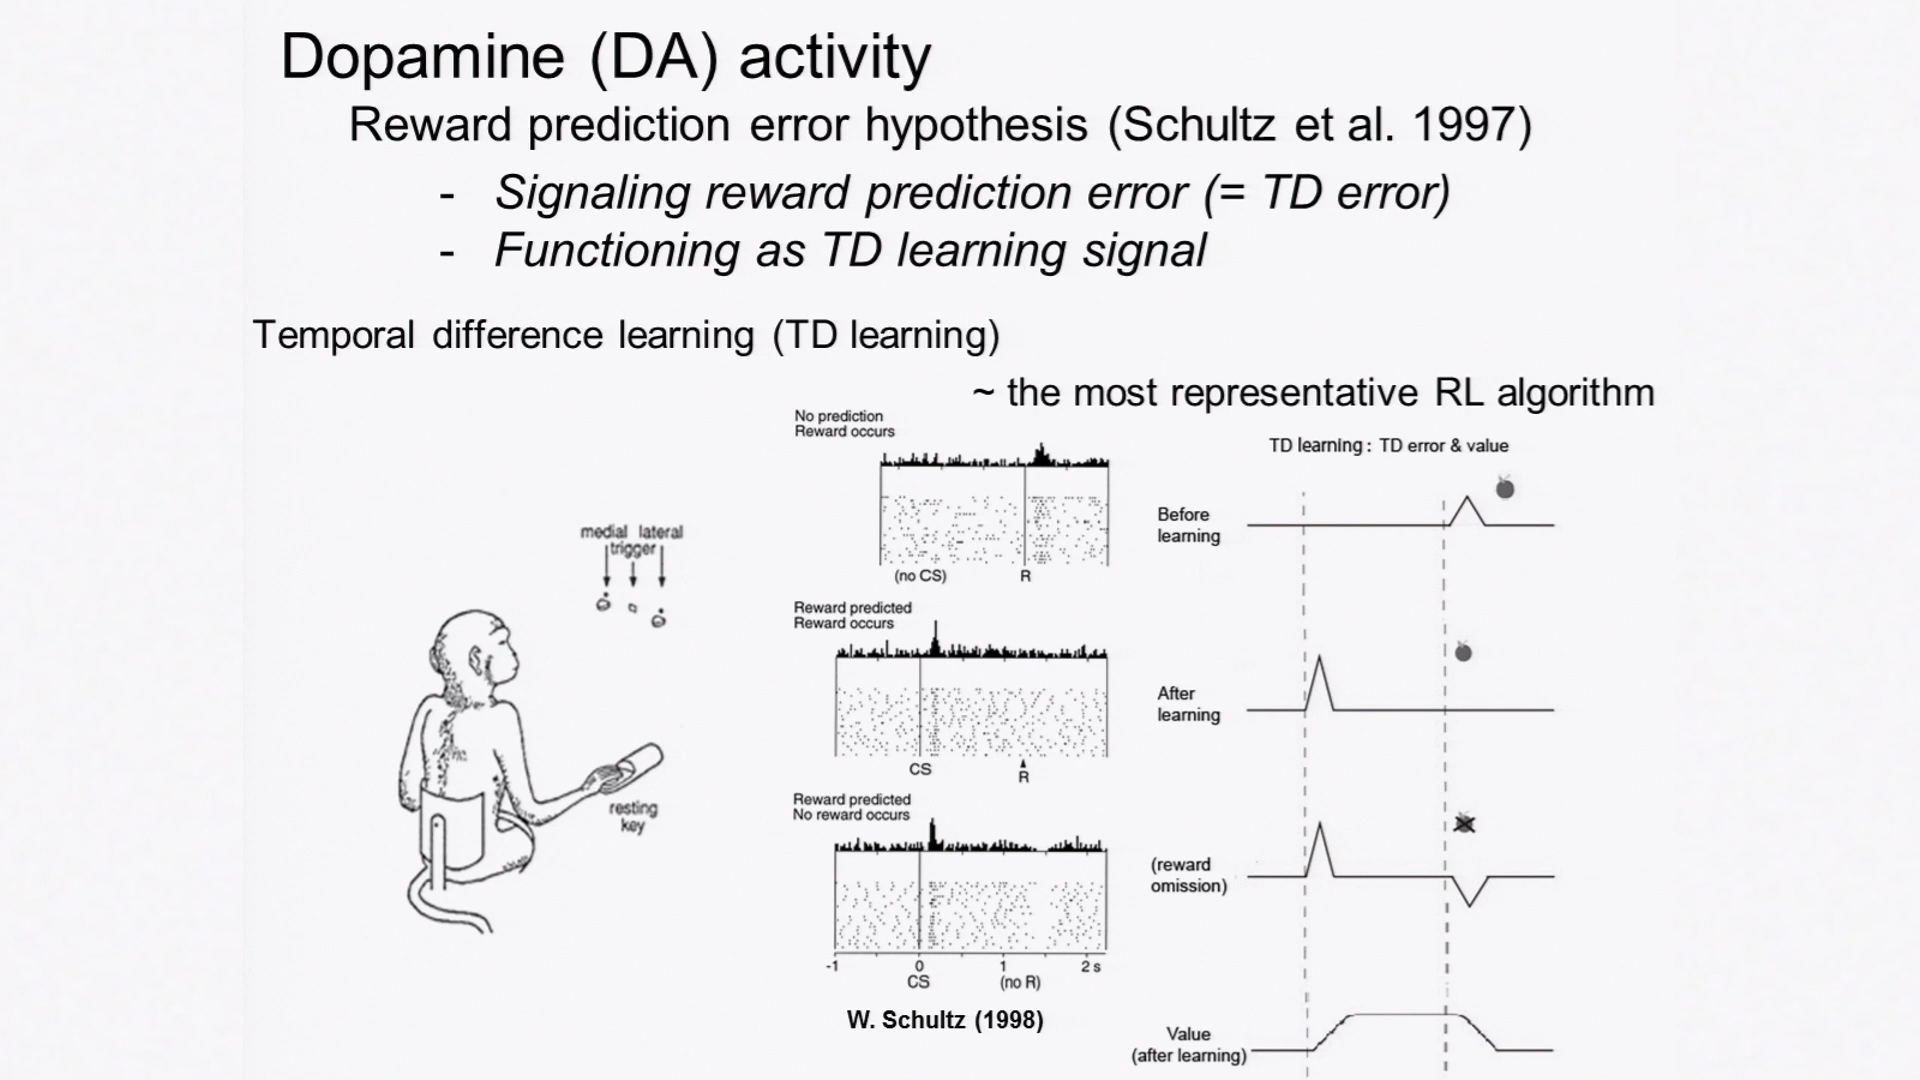 Dopamine (DA) activity
Reward prediction error hypothesis (Schultz et al. 1997)
- Signaling reward prediction error (= TD error)
- Functioning as TD learning signal
Temporal difference learning (TD learning)
~ the most representative RL algorithm
medial lateral
trigger
resting
key
No prediction
Reward occurs
(no CS) R
Reward predicted
Reward occurs
CS R
Reward predicted
No reward occurs
-1 0 1 2 s
CS (no R)
W. Schultz (1998)
TD learning : TD error & value
Before
learning
After
learning
(reward
omission)
Value
(after learning)